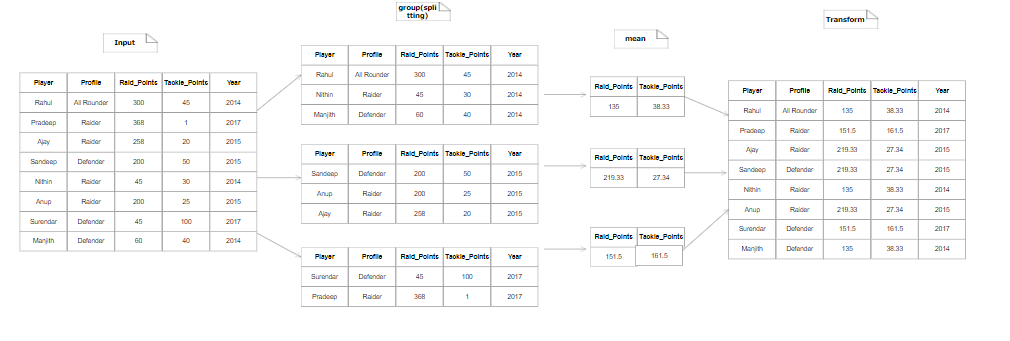 Input
Player Profile Raid_Points Tackle_Points Year
Rahul All Rounder 300 45 2014
Pradeep Raider 368 1 2017
Ajay Raider 258 20 2015
Sandeep Defender 200 50 2015
Nithin Raider 45 30 2014
Anup Raider 200 25 2015
Surendar Defender 45 100 2017
Manjith Defender 60 40 2014
group(spli
tting)
Player Profile Raid_Points Tackle_Points Year
Rahul All Rounder 300 45 2014
Nithin Raider 45 30 2014
Manjith Defender 60 40 2014
Player Profile Raid_Points Tackle_Points Year
Sandeep Defender 200 50 2015
Anup Raider 200 25 2015
Ajay Raider 258 20 2015
Player Profile Raid_Points Tackle_Points Year
Surendar Defender 45 100 2017
Pradeep Raider 368 1 2017
mean
Raid_Points Tackle_Points
135 38.33
Raid_Points Tackle_Points
219.33 27.34
Raid_Points Tackle_Points
151.5 161.5
Transform
Player Profile Raid_Points Tackle_Points Year
Rahul All Rounder 135 38.33 2014
Pradeep Raider 151.5 161.5 2017
Ajay Raider 219.33 27.34 2015
Sandeep Defender 219.33 27.34 2015
Nithin Raider 135 38.33 2014
Anup Raider 219.33 27.34 2015
Surendar Defender 151.5 161.5 2017
Manjith Defender 135 38.33 2014